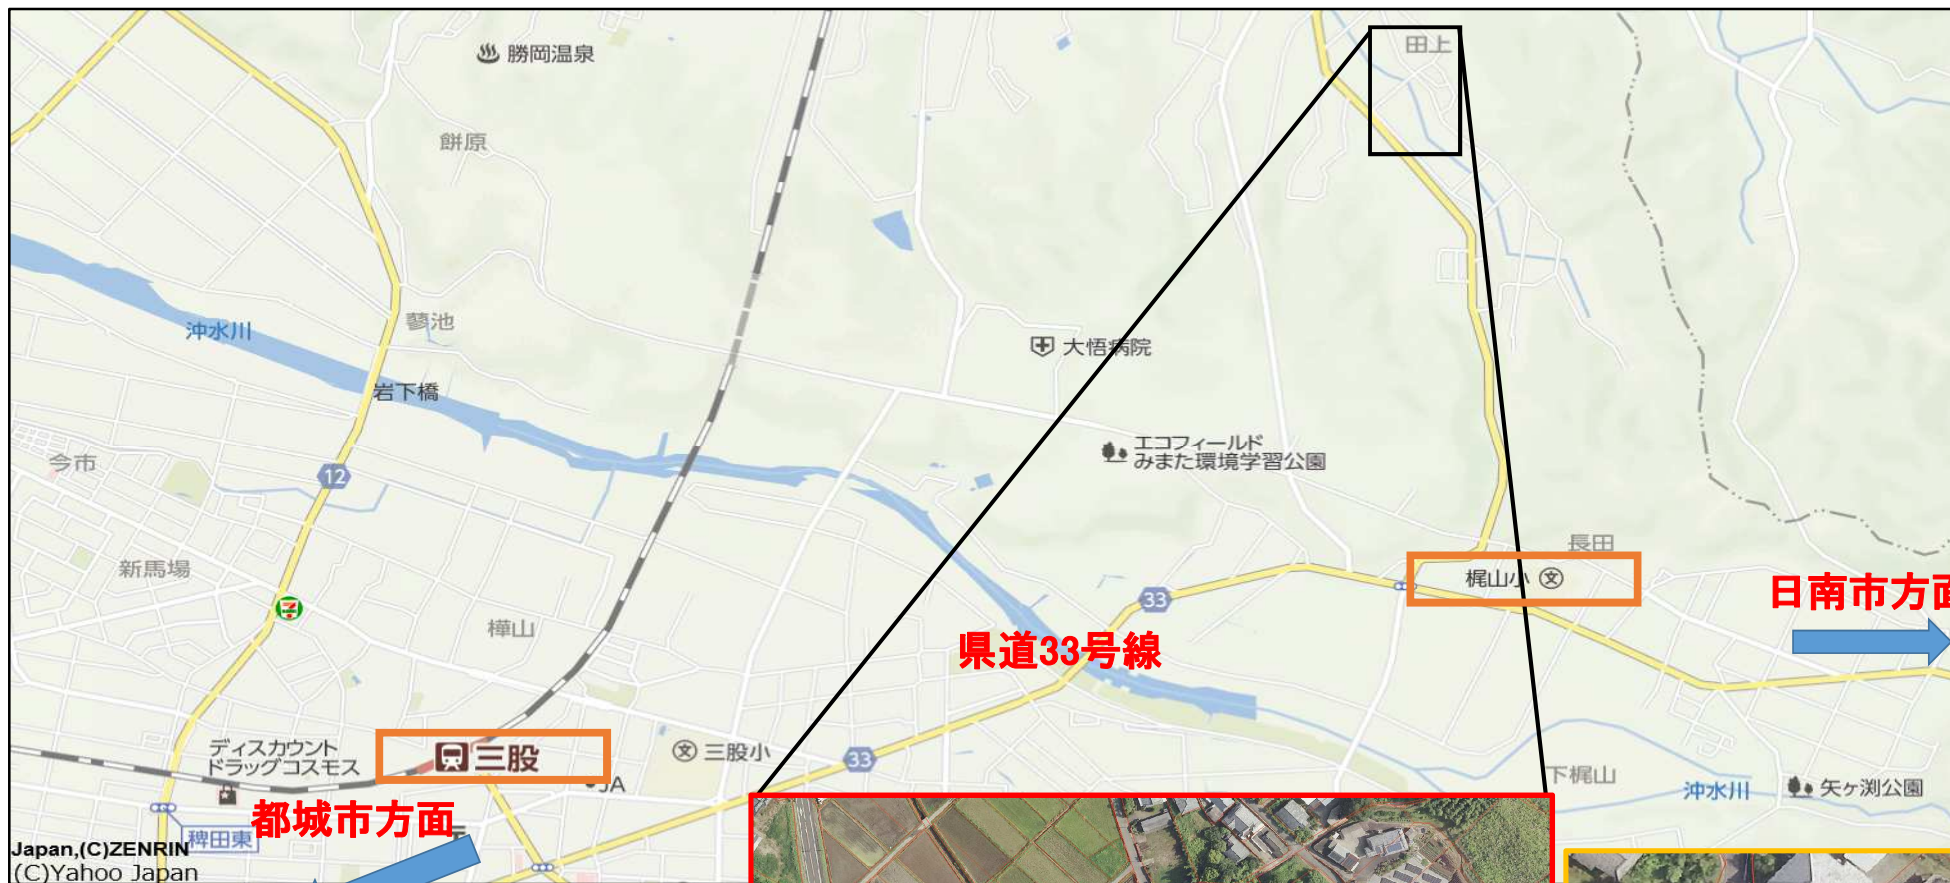 田上
勝岡温泉
餅原
沖水川
蓼池
大悟病院
岩下橋
エコフィールド
みまた環境学習公園
今市
12
長田
新馬場
梶山小 文
日南市方面
33
樺山
県道33号線
ディスカウント
ドラッグコスモス
三股
文 三股小
33
JA
下梶山
沖水川
矢ヶ渕公園
都城市方面
稗田東
Japan,(C)ZENRIN
(C)Yahoo Japan